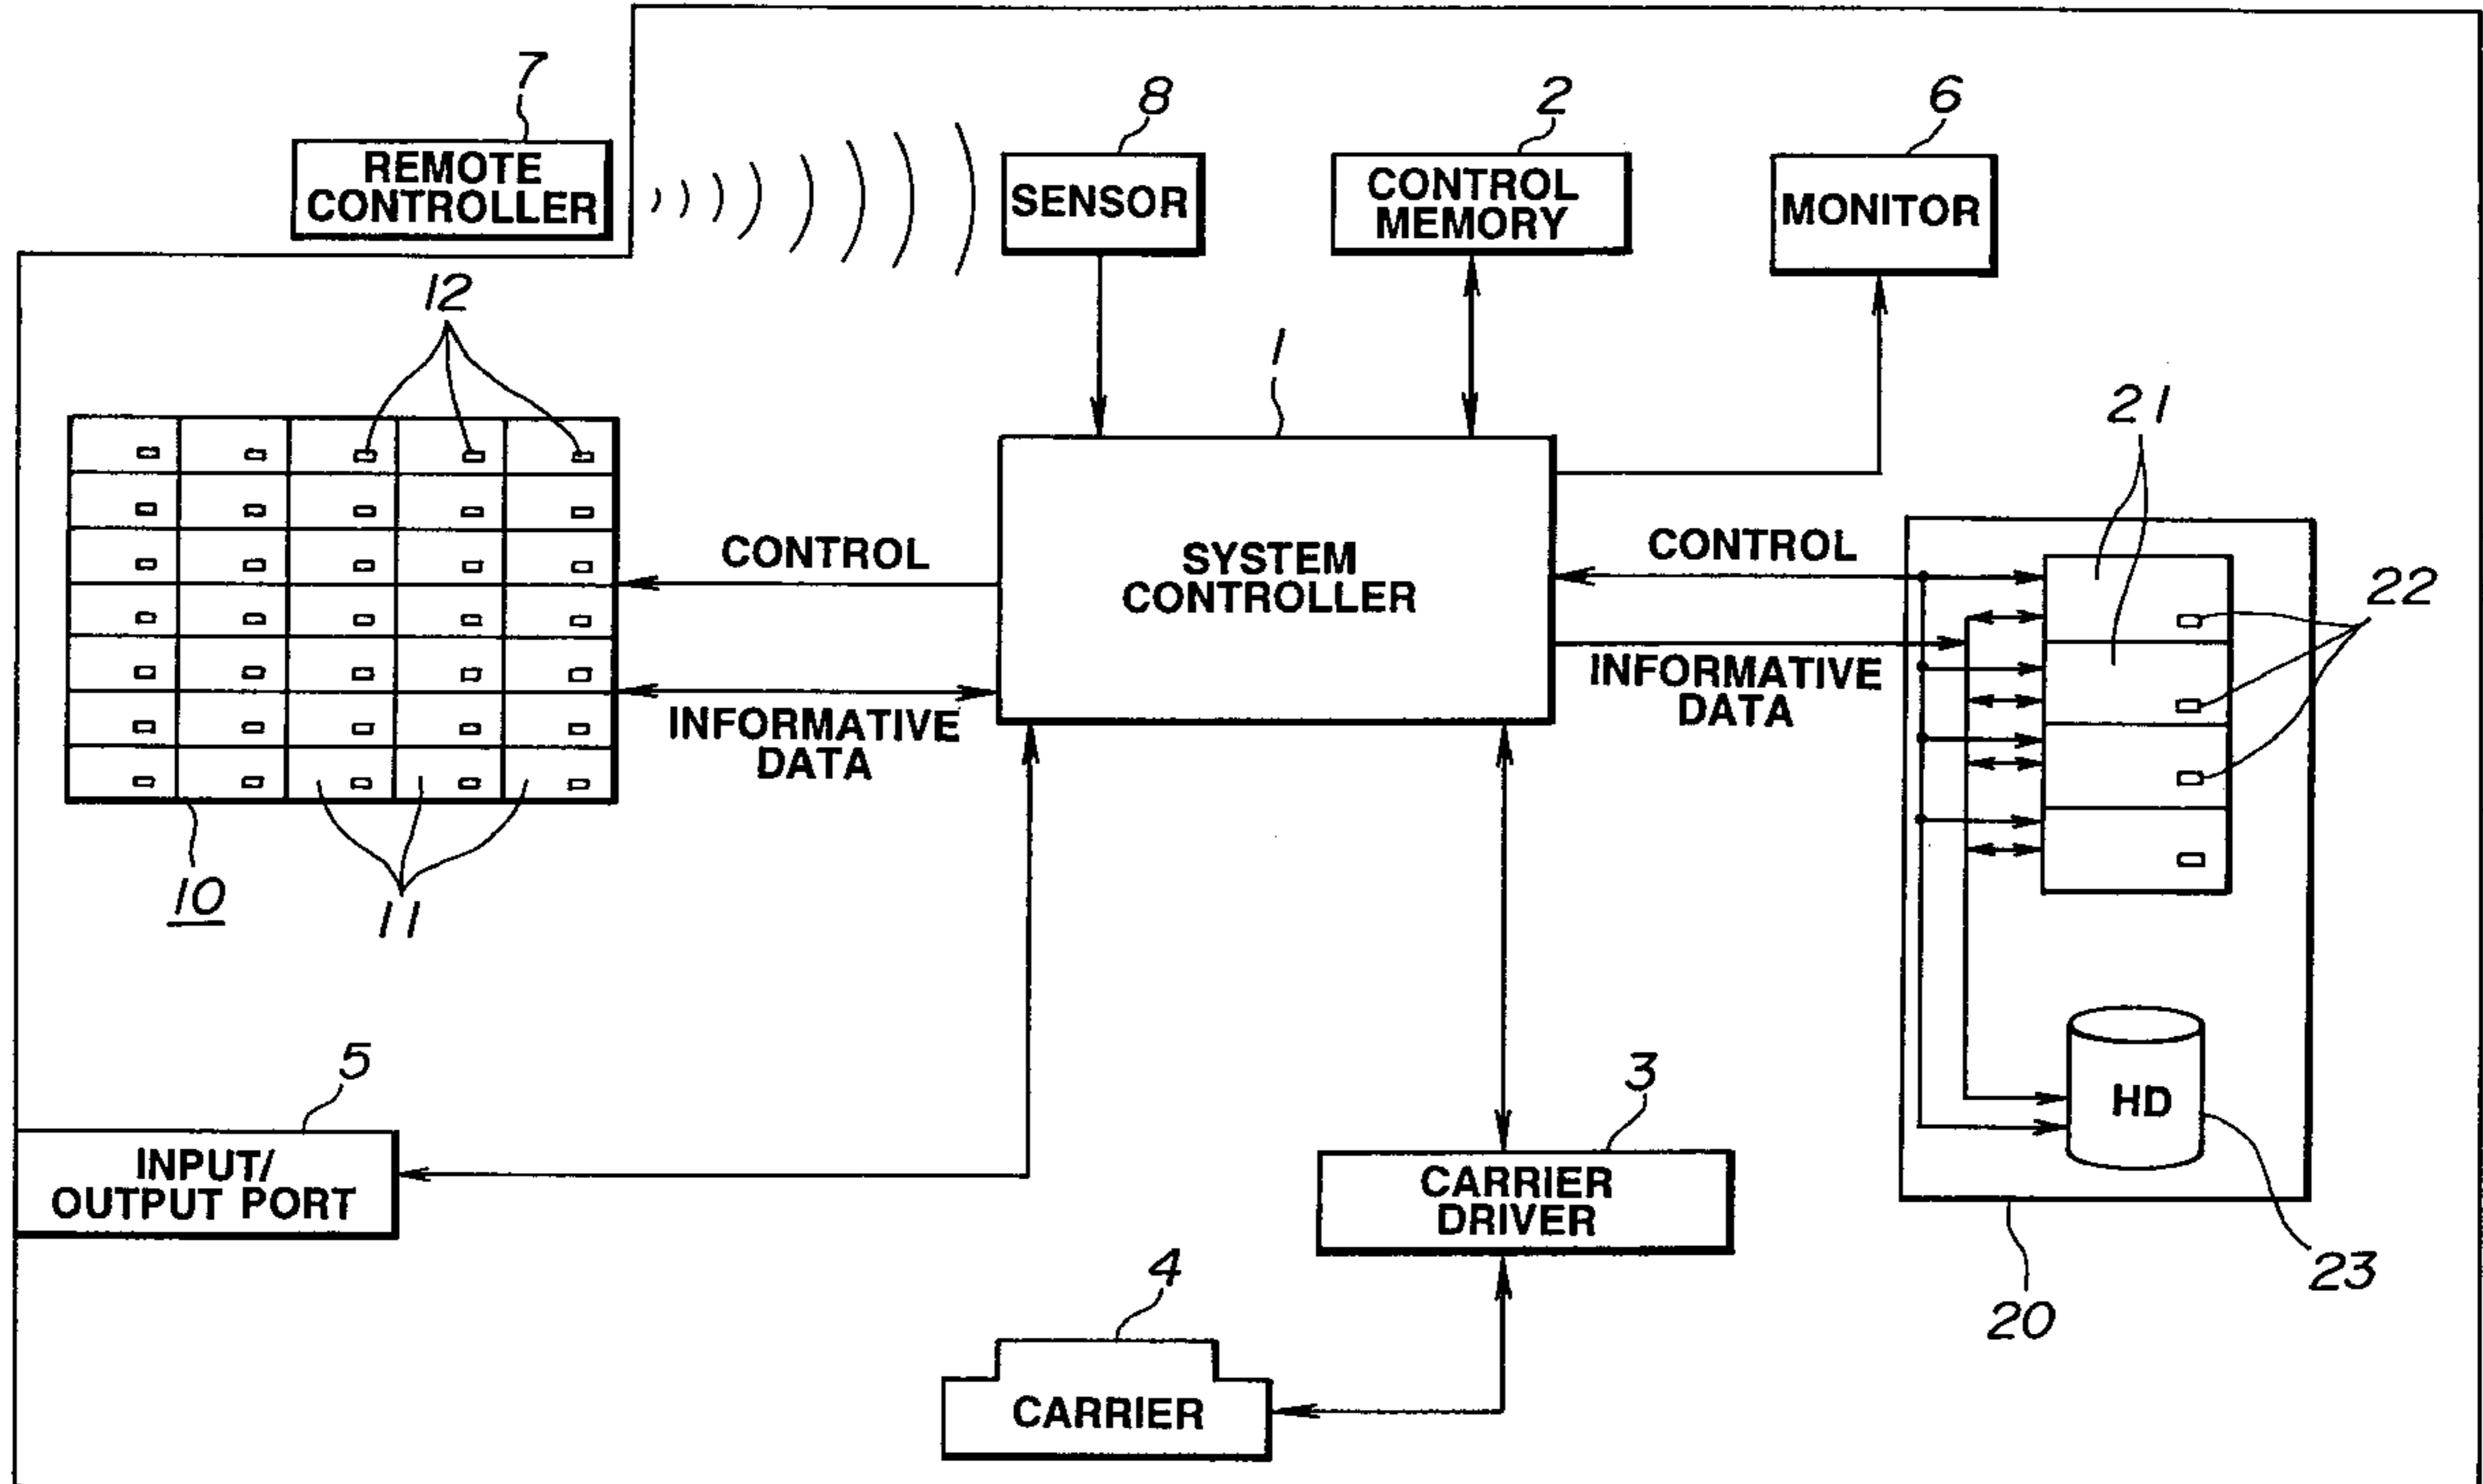 7
8
2
6
REMOTE
CONTROLLER
SENSOR
CONTROL
MEMORY
MONITOR
12
1
21
CONTROL
SYSTEM
CONTROLLER
CONTROL
22
INFORMATIVE
DATA
INFORMATIVE
DATA
10
11
5
3
HD
INPUT/
OUTPUT PORT
CARRIER
DRIVER
4
23
20
CARRIER